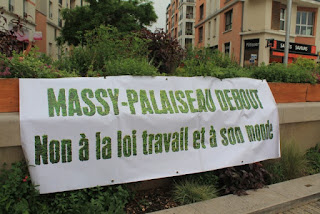 MASSY-PALAISEAU DEBOUT
Non à la loi travail et à son monde